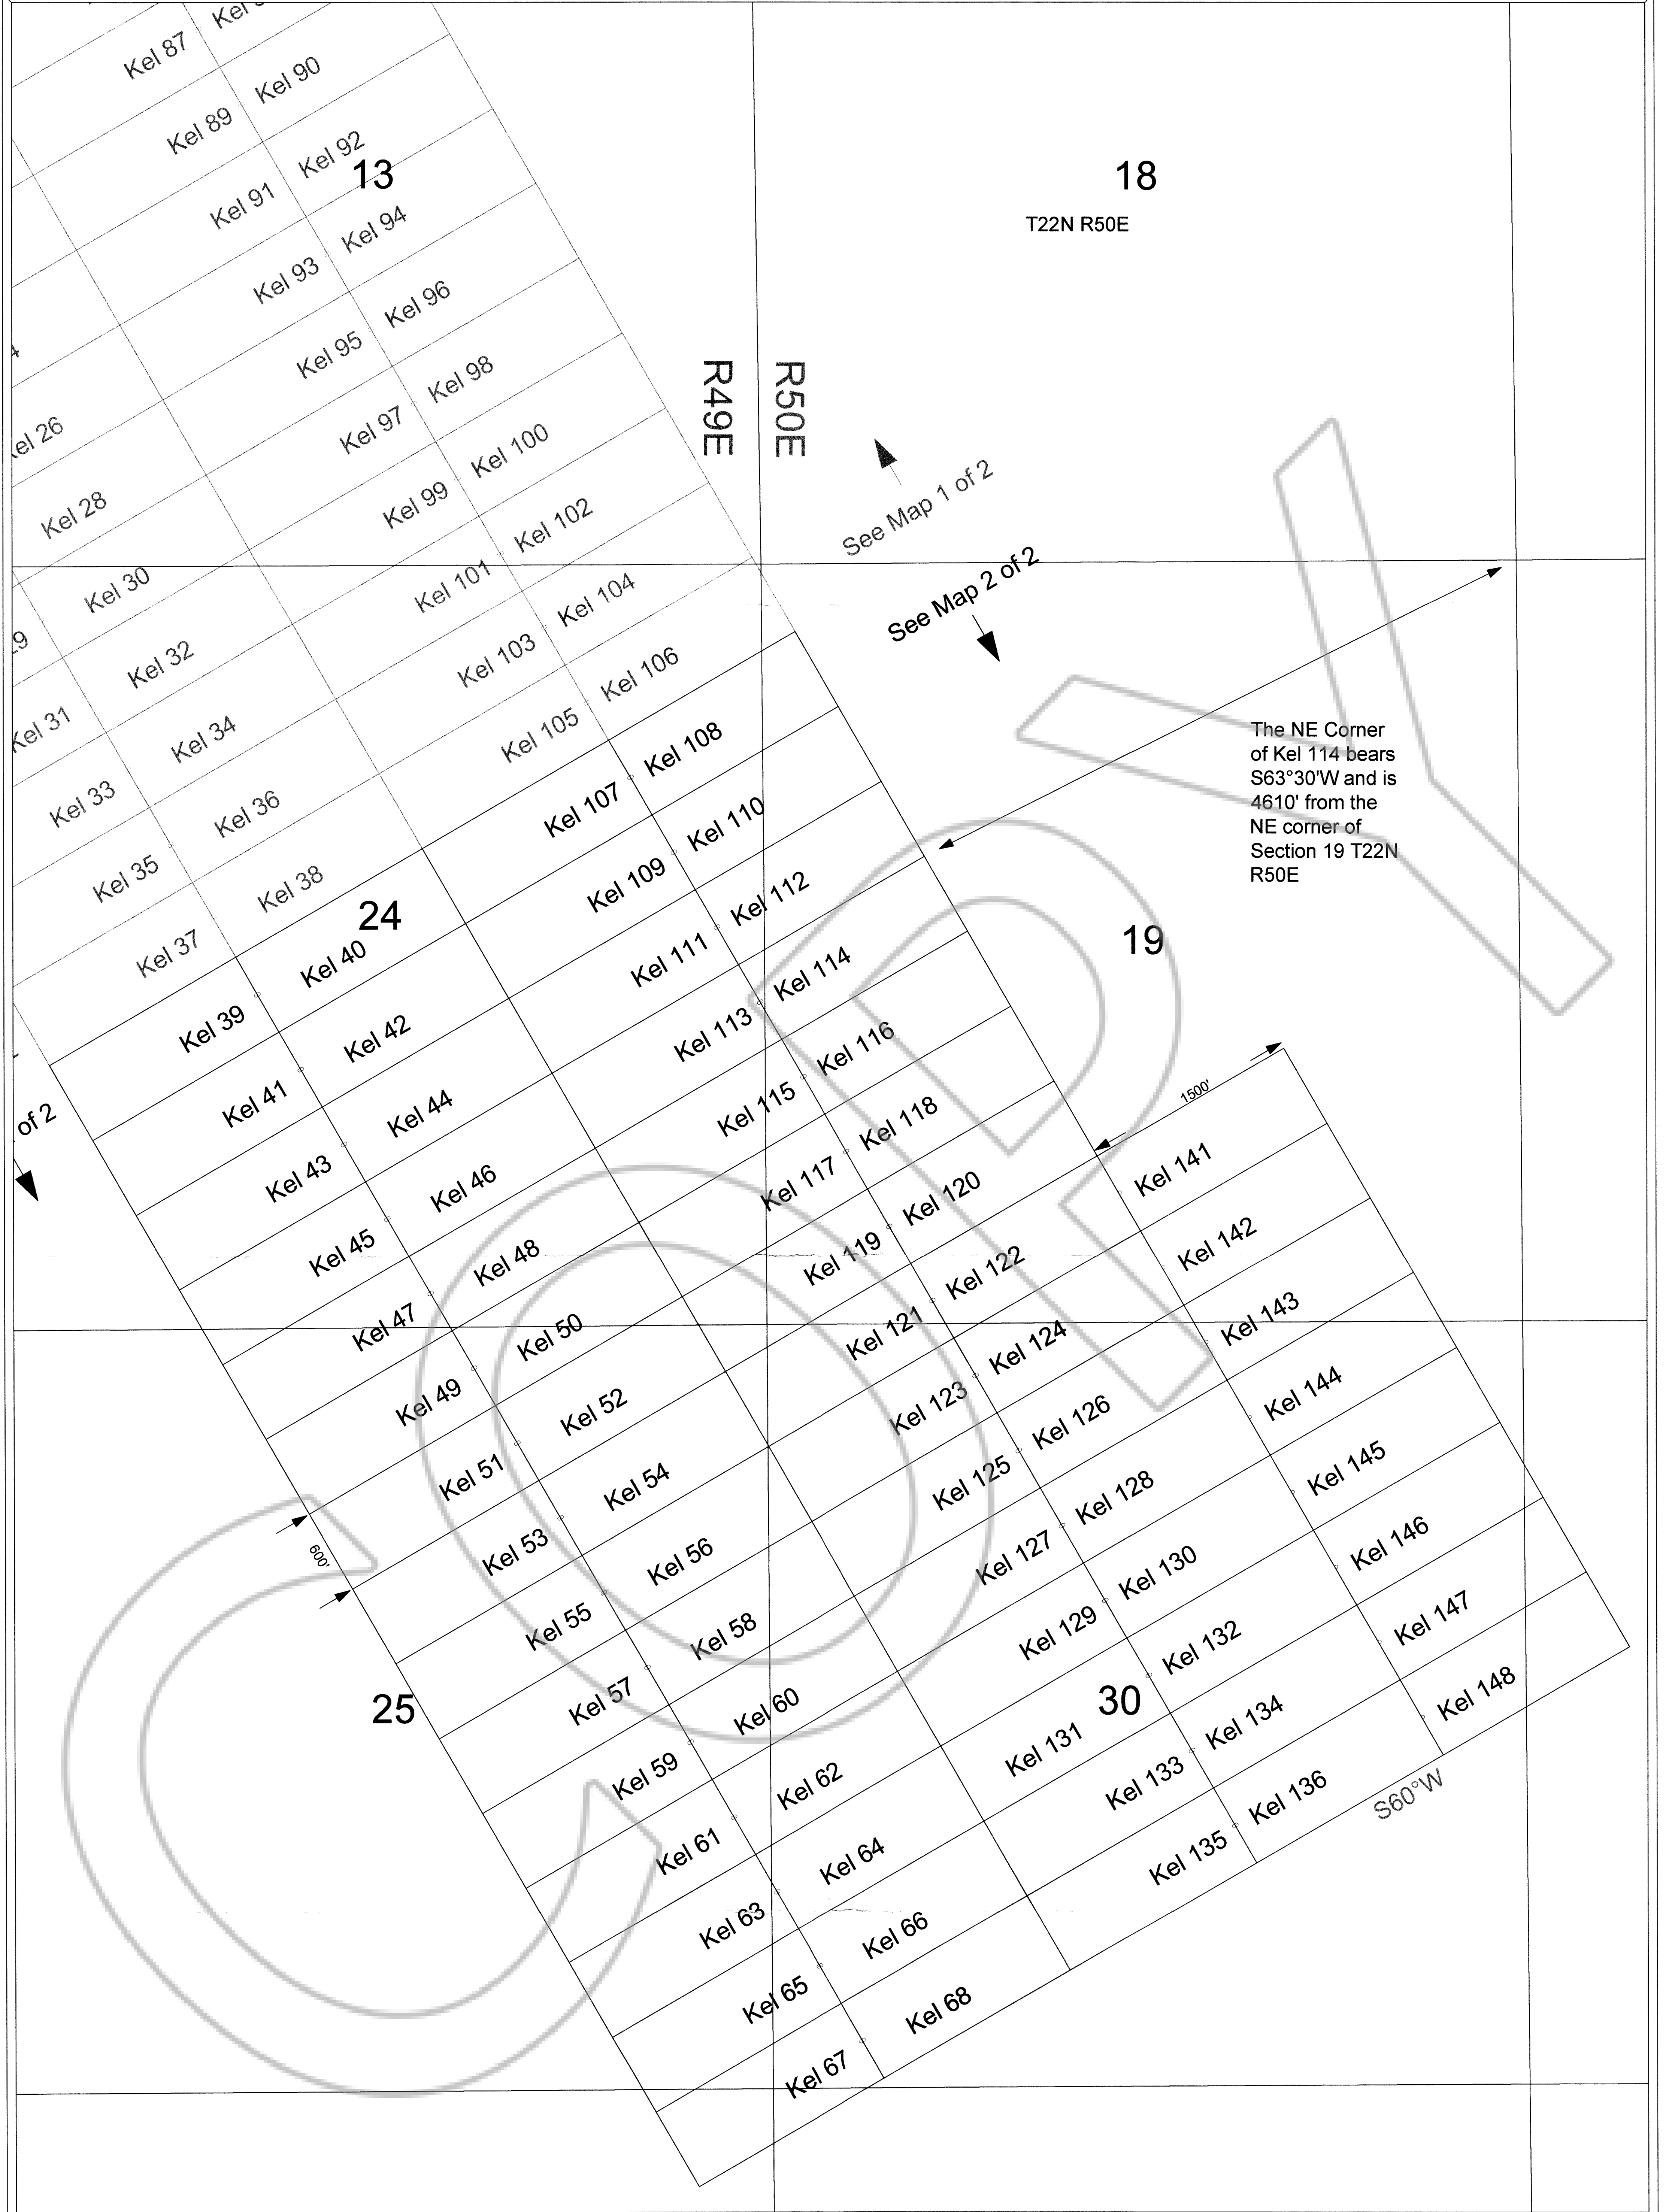 Kel 87
Kel 90
Kel 89
Kel 92
13
18
T22N R50E
Kel 91
Kel 94
Kel 93
Kel 96
Kel 95
Kel 98
R49E
R50E
Kel 26
Kel 97
Kel 100
See Map 1 of 2
Kel 28
Kel 99
Kel 102
See Map 2 of 2
Kel 30
Kel 101
Kel 104
29
Kel 32
Kel 103
Kel 106
Kel 31
Kel 34
Kel 105
Kel 108
The NE Corner
of Kel 114 bears
S63°30'W and is
4610' from the
NE corner of
Section 19 T22N
R50E
Kel 33
Kel 36
Kel 107
Kel 110
Kel 35
Kel 38
Kel 109
Kel 112
24
19
Kel 37
Kel 40
Kel 111
Kel 114
Kel 39
Kel 42
Kel 113
Kel 116
Kel 41
Kel 44
Kel 115
Kel 118
1500'
of 2
Kel 43
Kel 46
Kel 117
Kel 120
Kel 141
Kel 45
Kel 48
Kel 119
Kel 122
Kel 142
Kel 47
Kel 50
Kel 121
Kel 124
Kel 143
Kel 49
Kel 52
Kel 123
Kel 126
Kel 144
Kel 51
Kel 54
Kel 125
Kel 128
Kel 145
600'
Kel 53
Kel 56
Kel 127
Kel 130
Kel 146
Kel 55
Kel 58
Kel 129
Kel 132
Kel 147
25
30
Kel 57
Kel 60
Kel 131
Kel 134
Kel 148
Kel 59
Kel 62
Kel 133
Kel 136
S60°W
Kel 61
Kel 64
Kel 135
Kel 63
Kel 66
Kel 65
Kel 68
Kel 67
COPY